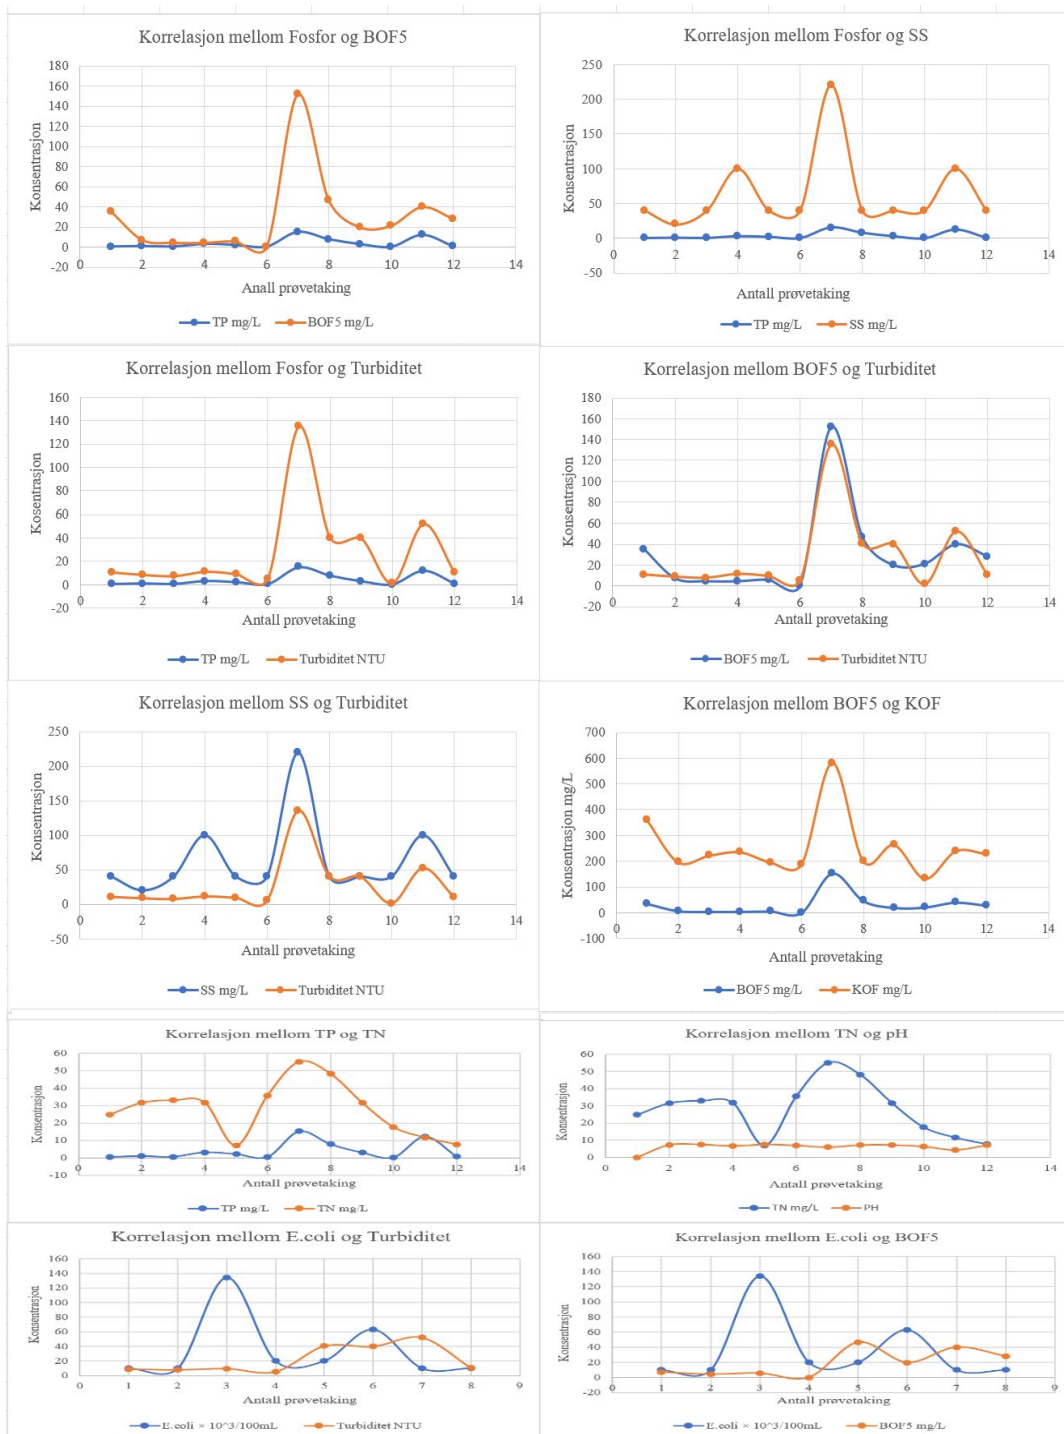 Korrelasjon mellom Fosfor og BOF5
180
160
140
120
100
80
60
40
20
0
-20
Konsentrasjon
0 2 4 6 8 10 12 14
Anall prøvetaking
TP mg/L BOF5 mg/L
Korrelasjon mellom Fosfor og SS
250
200
150
100
50
0
-50
Konsentrasjon
0 2 4 6 8 10 12 14
Antall prøvetaking
TP mg/L SS mg/L
Korrelasjon mellom Fosfor og Turbiditet
160
140
120
100
80
60
40
20
0
-20
Kosentrasjon
0 2 4 6 8 10 12 14
Antall prøvetaking
TP mg/L Turbiditet NTU
Korrelasjon mellom BOF5 og Turbiditet
180
160
140
120
100
80
60
40
20
0
-20
Konsentrasjon
0 2 4 6 8 10 12 14
Antall prøvetaking
BOF5 mg/L Turbiditet NTU
Korrelasjon mellom SS og Turbiditet
250
200
150
100
50
0
-50
Konsentrasjon
0 2 4 6 8 10 12 14
Antall prøvetaking
SS mg/L Turbiditet NTU
Korrelasjon mellom BOF5 og KOF
700
600
500
400
300
200
100
0
-100
Konsentrasjon mg/L
0 2 4 6 8 10 12 14
Antall prøvetaking
BOF5 mg/L KOF mg/L
Korrelasjon mellom TP og TN
60
50
40
30
20
10
0
-10
Konsentrasjon
0 2 4 6 8 10 12 14
Antall prøvetaking
TP mg/L TN mg/L
Korrelasjon mellom TN og pH
60
50
40
30
20
10
0
Konsentrasjon
0 2 4 6 8 10 12 14
Antall prøvetaking
TN mg/L PH
Korrelasjon mellom E.coli og Turbiditet
160
140
120
100
80
60
40
20
0
Konsentrasjon
0 1 2 3 4 5 6 7 8 9
Antall prøvetaking
E.coli × 10^3/100mL Turbiditet NTU
Korrelasjon mellom E.coli og BOF5
160
140
120
100
80
60
40
20
0
-20
Konsentrasjon
0 1 2 3 4 5 6 7 8 9
Antall prøvetaking
E.coli × 10^3/100mL BOF5 mg/L